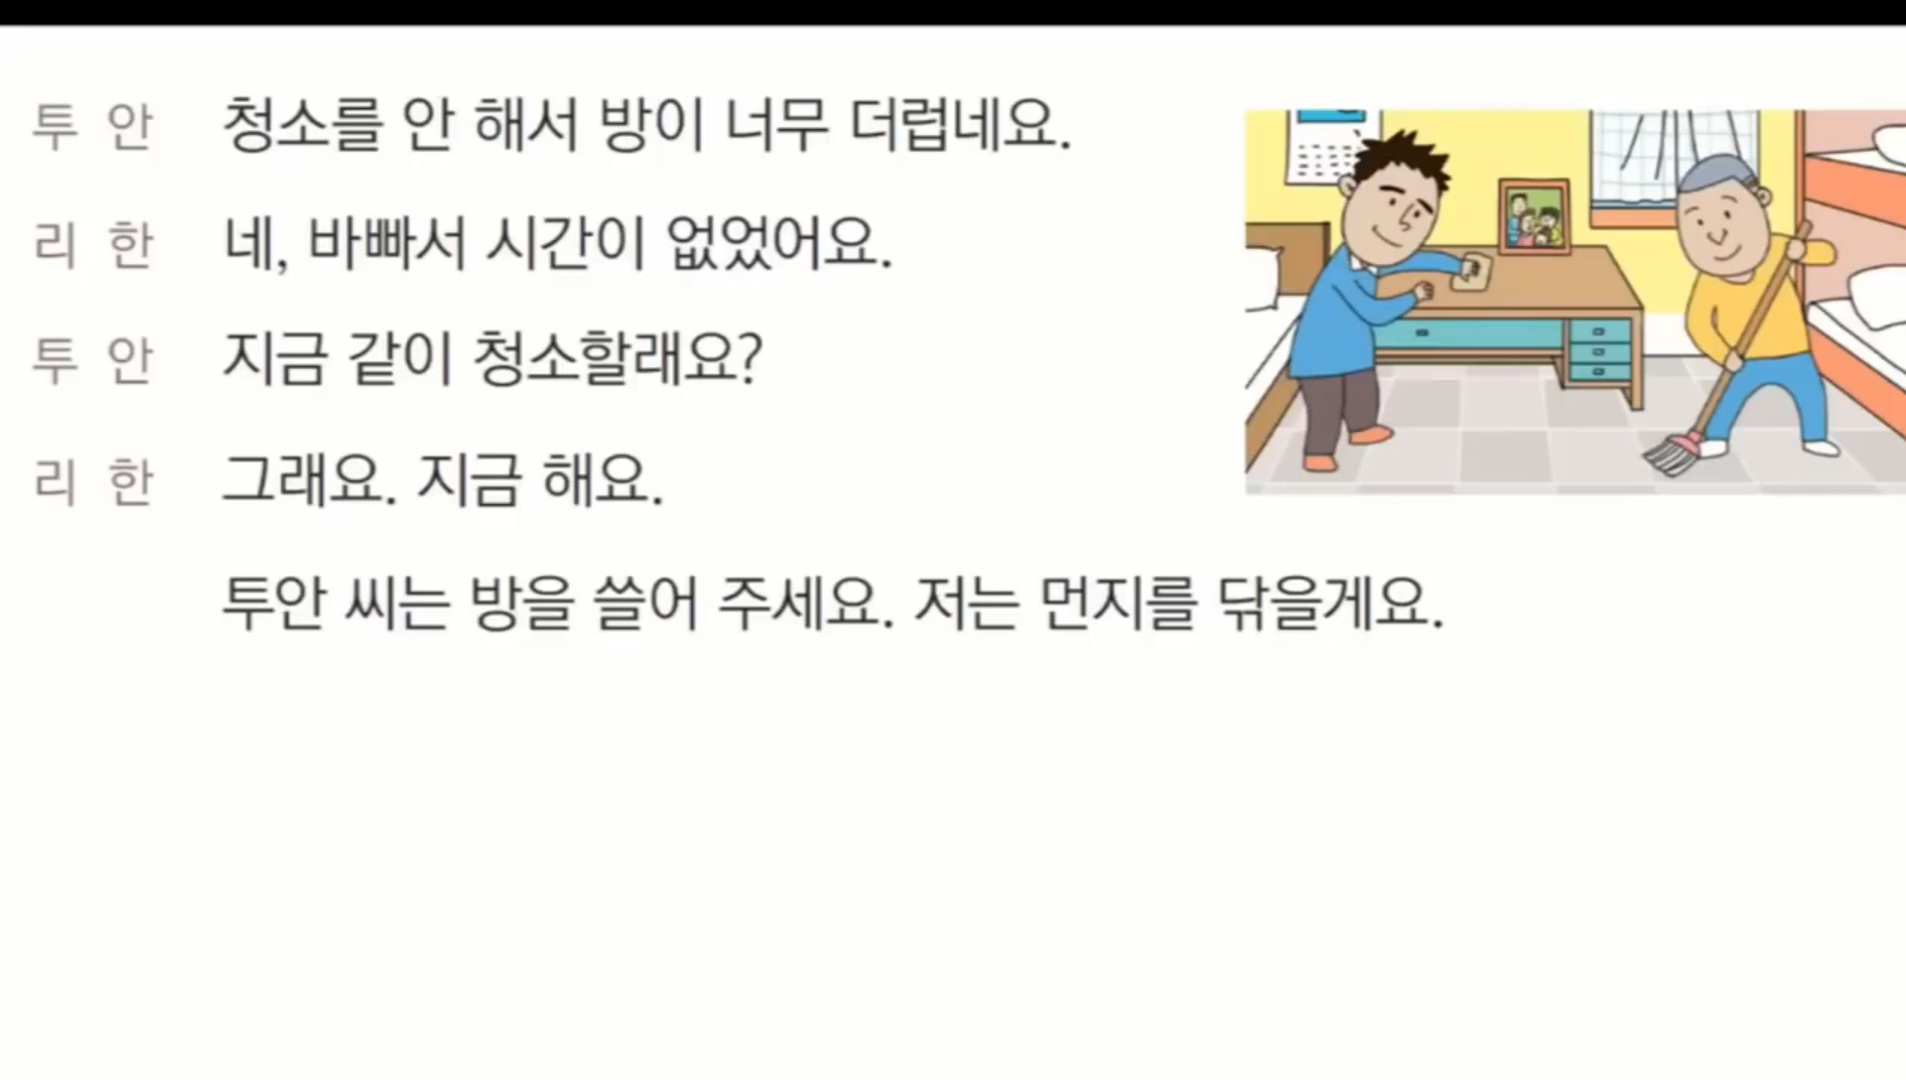 투 안 청소를 안 해서 방이 너무 더럽네요.
리 한 네, 바빠서 시간이 없었어요.
투 안 지금 같이 청소할래요?
리 한 그래요. 지금 해요.
투안 씨는 방을 쓸어 주세요. 저는 먼지를 닦을게요.